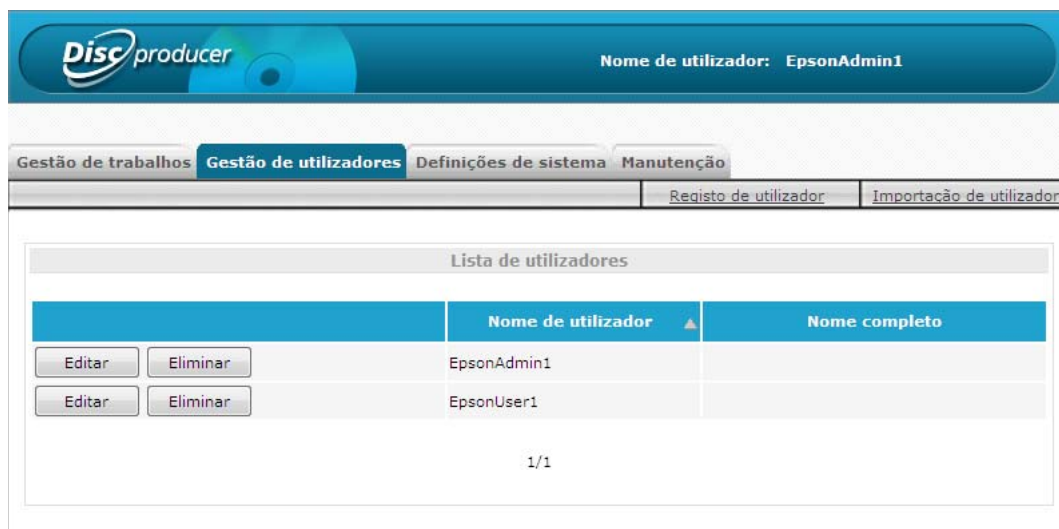 Disc producer
Nome de utilizador: EpsonAdmin1
Gestão de trabalhos Gestão de utilizadores Definições de sistema Manutenção
Registo de utilizador Importação de utilizador
Lista de utilizadores
Nome de utilizador Nome completo
Editar Eliminar EpsonAdmin1
Editar Eliminar EpsonUser1
1/1